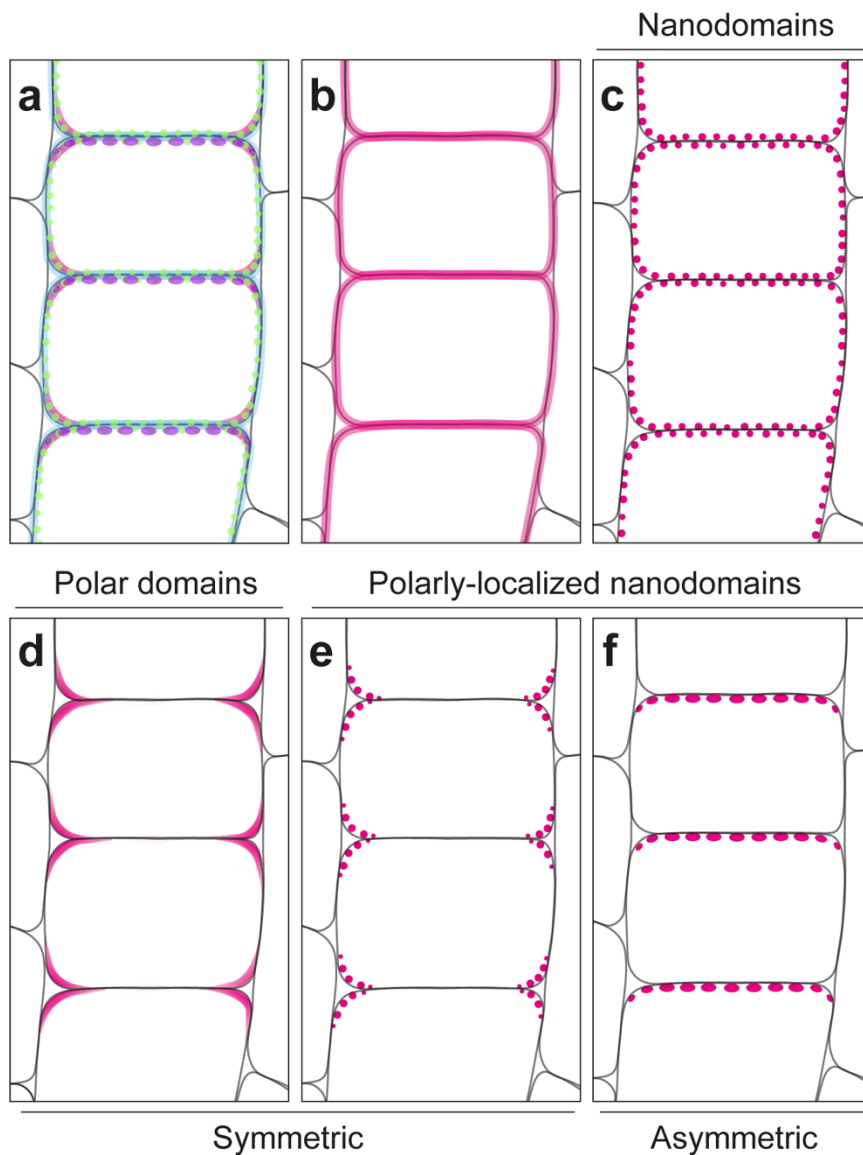 Nanodomains
a
b
c
Polar domains
Polarly-localized nanodomains
d
e
f
Symmetric
Asymmetric